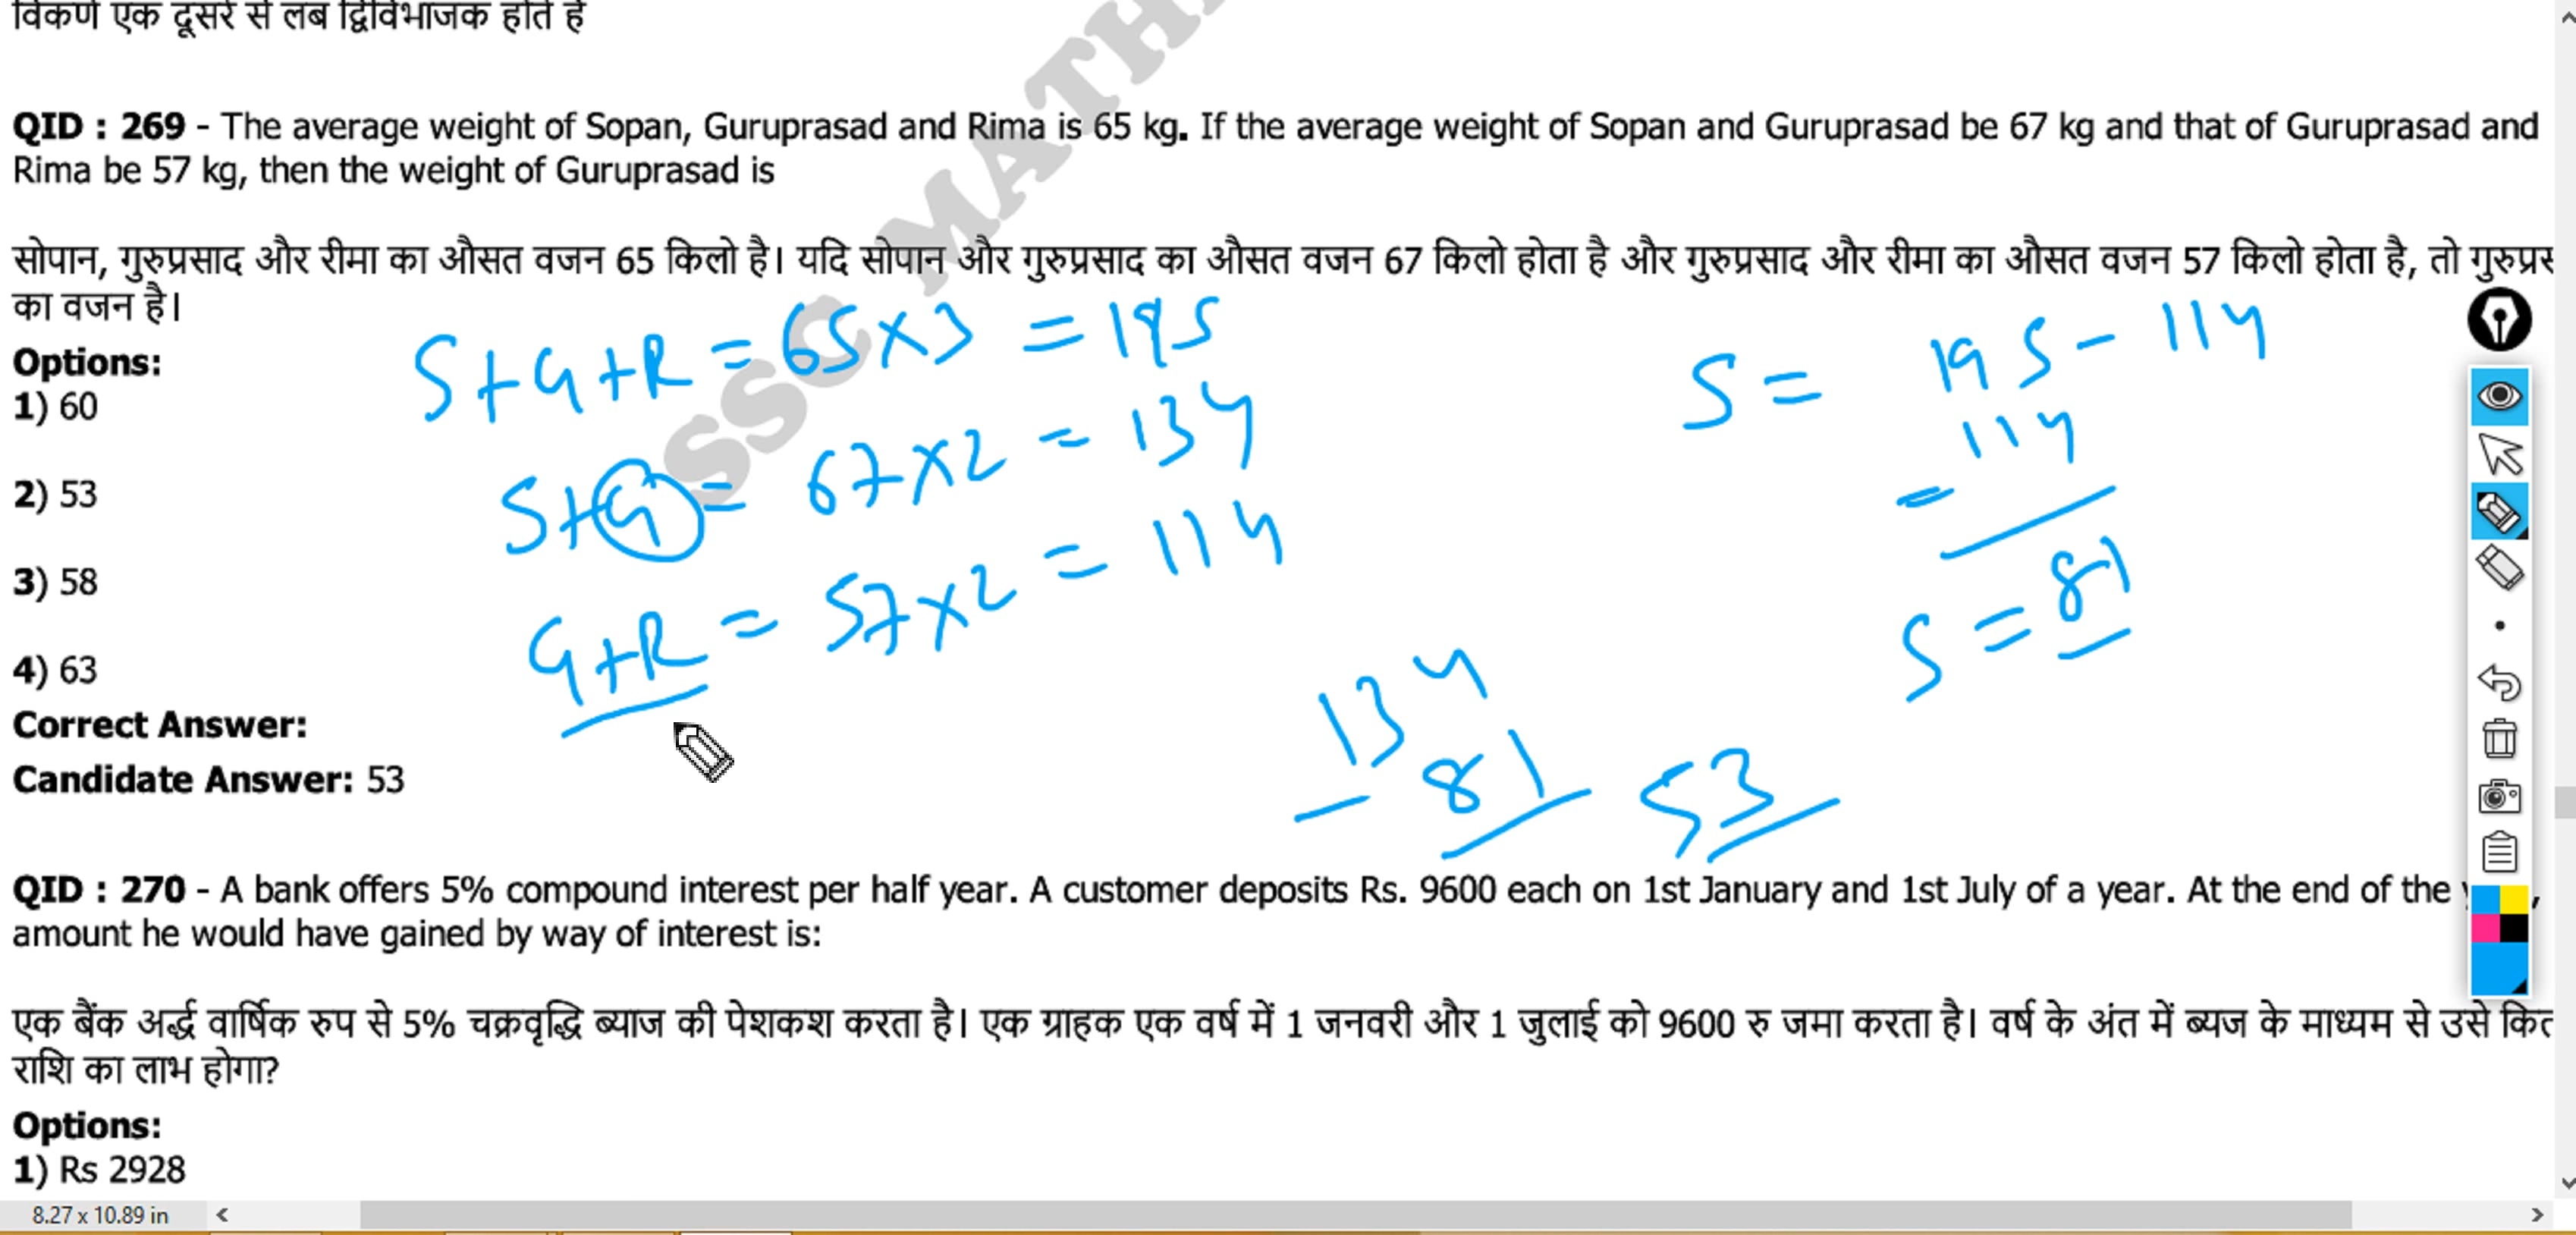 विकर्ण एक दूसरे से लंब द्विविभाजक होते हैं
SSC MATH
QID : 269 - The average weight of Sopan, Guruprasad and Rima is 65 kg. If the average weight of Sopan and Guruprasad be 67 kg and that of Guruprasad and
Rima be 57 kg, then the weight of Guruprasad is
सोपान, गुरुप्रसाद और रीमा का औसत वजन 65 किलो है। यदि सोपान और गुरुप्रसाद का औसत वजन 67 किलो होता है और गुरुप्रसाद और रीमा का औसत वजन 57 किलो होता है, तो
का वजन है।
Options:
1) 60
2) 53
3) 58
4) 63
S+G+R = 65×3 = 195
S+G = 67×2 = 134
G+R = 57×2 = 114
S = 195 - 114
114
S = 81
134
- 81
53
Correct Answer:
Candidate Answer: 53
QID : 270 - A bank offers 5% compound interest per half year. A customer deposits Rs. 9600 each on 1st January and 1st July of a year. At the end of the
amount he would have gained by way of interest is:
एक बैंक अर्द्ध वार्षिक रुप से 5% चक्रवृद्धि ब्याज की पेशकश करता है। एक ग्राहक एक वर्ष में 1 जनवरी और 1 जुलाई को 9600 रु जमा करता है। वर्ष के अंत में ब्यज के माध्यम से उसे
राशि का लाभ होगा?
Options:
1) Rs 2928
8.27 x 10.89 in